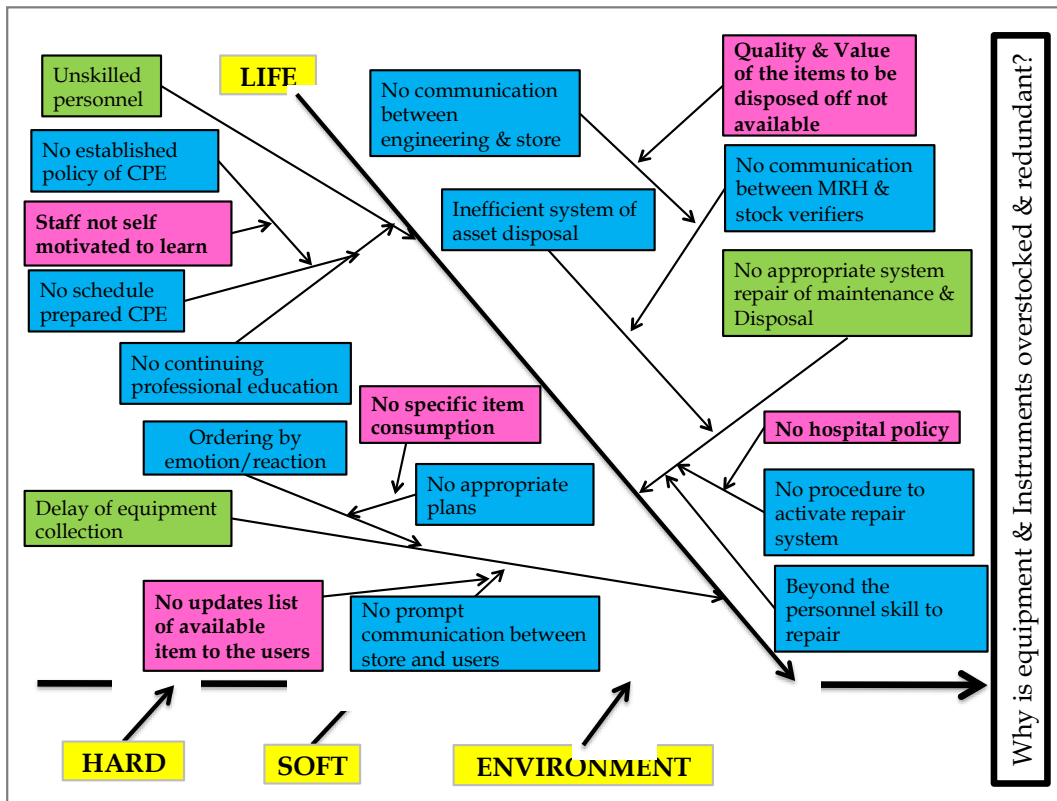 Unskilled
personnel
LIFE
No communication
between
engineering & store
Quality & Value
of the items to be
disposed off not
available
No established
policy of CPE
Staff not self
motivated to learn
No schedule
prepared CPE
Inefficient system of
asset disposal
No communication
between MRH &
stock verifiers
No appropriate system
repair of maintenance &
Disposal
No continuing
professional education
No specific item
consumption
Ordering by
emotion/reaction
No appropriate
plans
No hospital policy
Delay of equipment
collection
No procedure to
activate repair
system
No updates list
of available
item to the users
No prompt
communication between
store and users
Beyond the
personnel skill to
repair
HARD
SOFT
ENVIRONMENT
Why is equipment & Instruments overstocked & redundant?